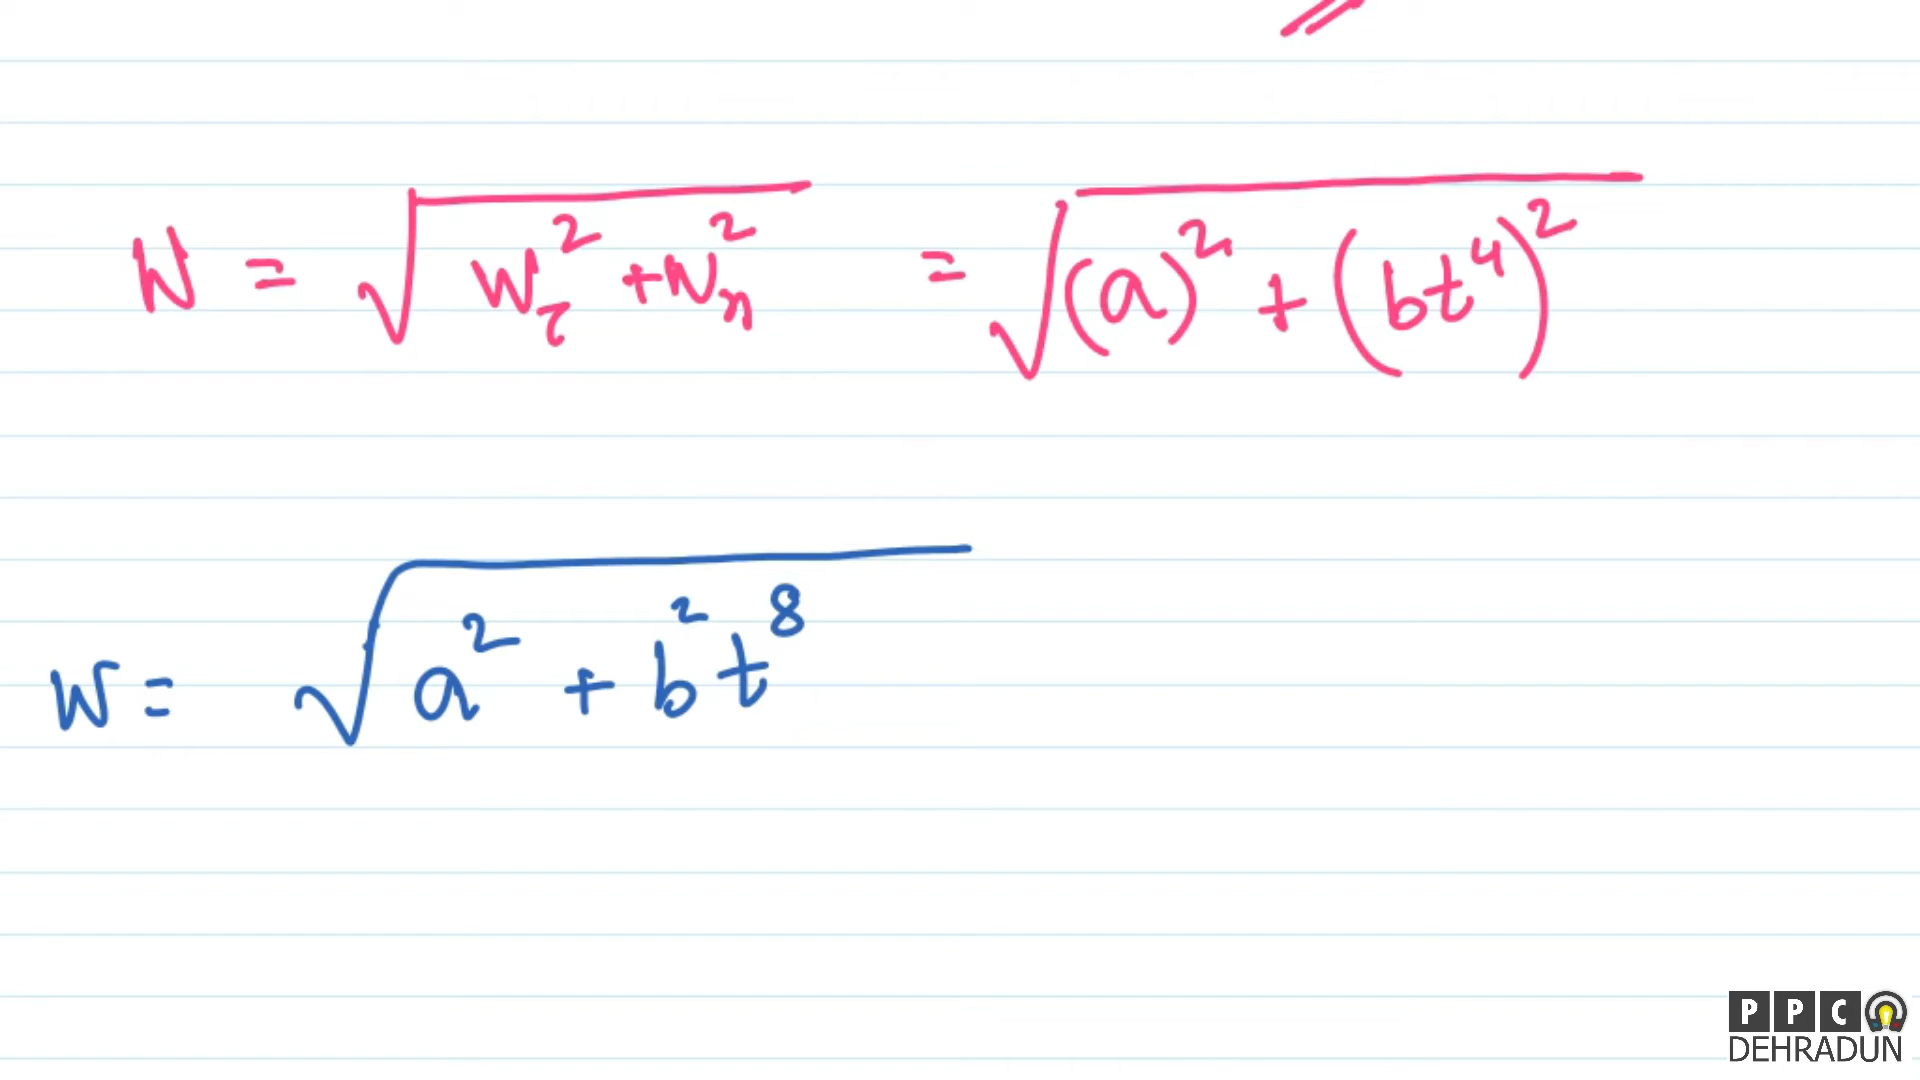 W = √(W_τ² + W_n²) = √((a)² + (bt⁴)²)
W = √(a² + b²t⁸)
PPC
DEHRADUN